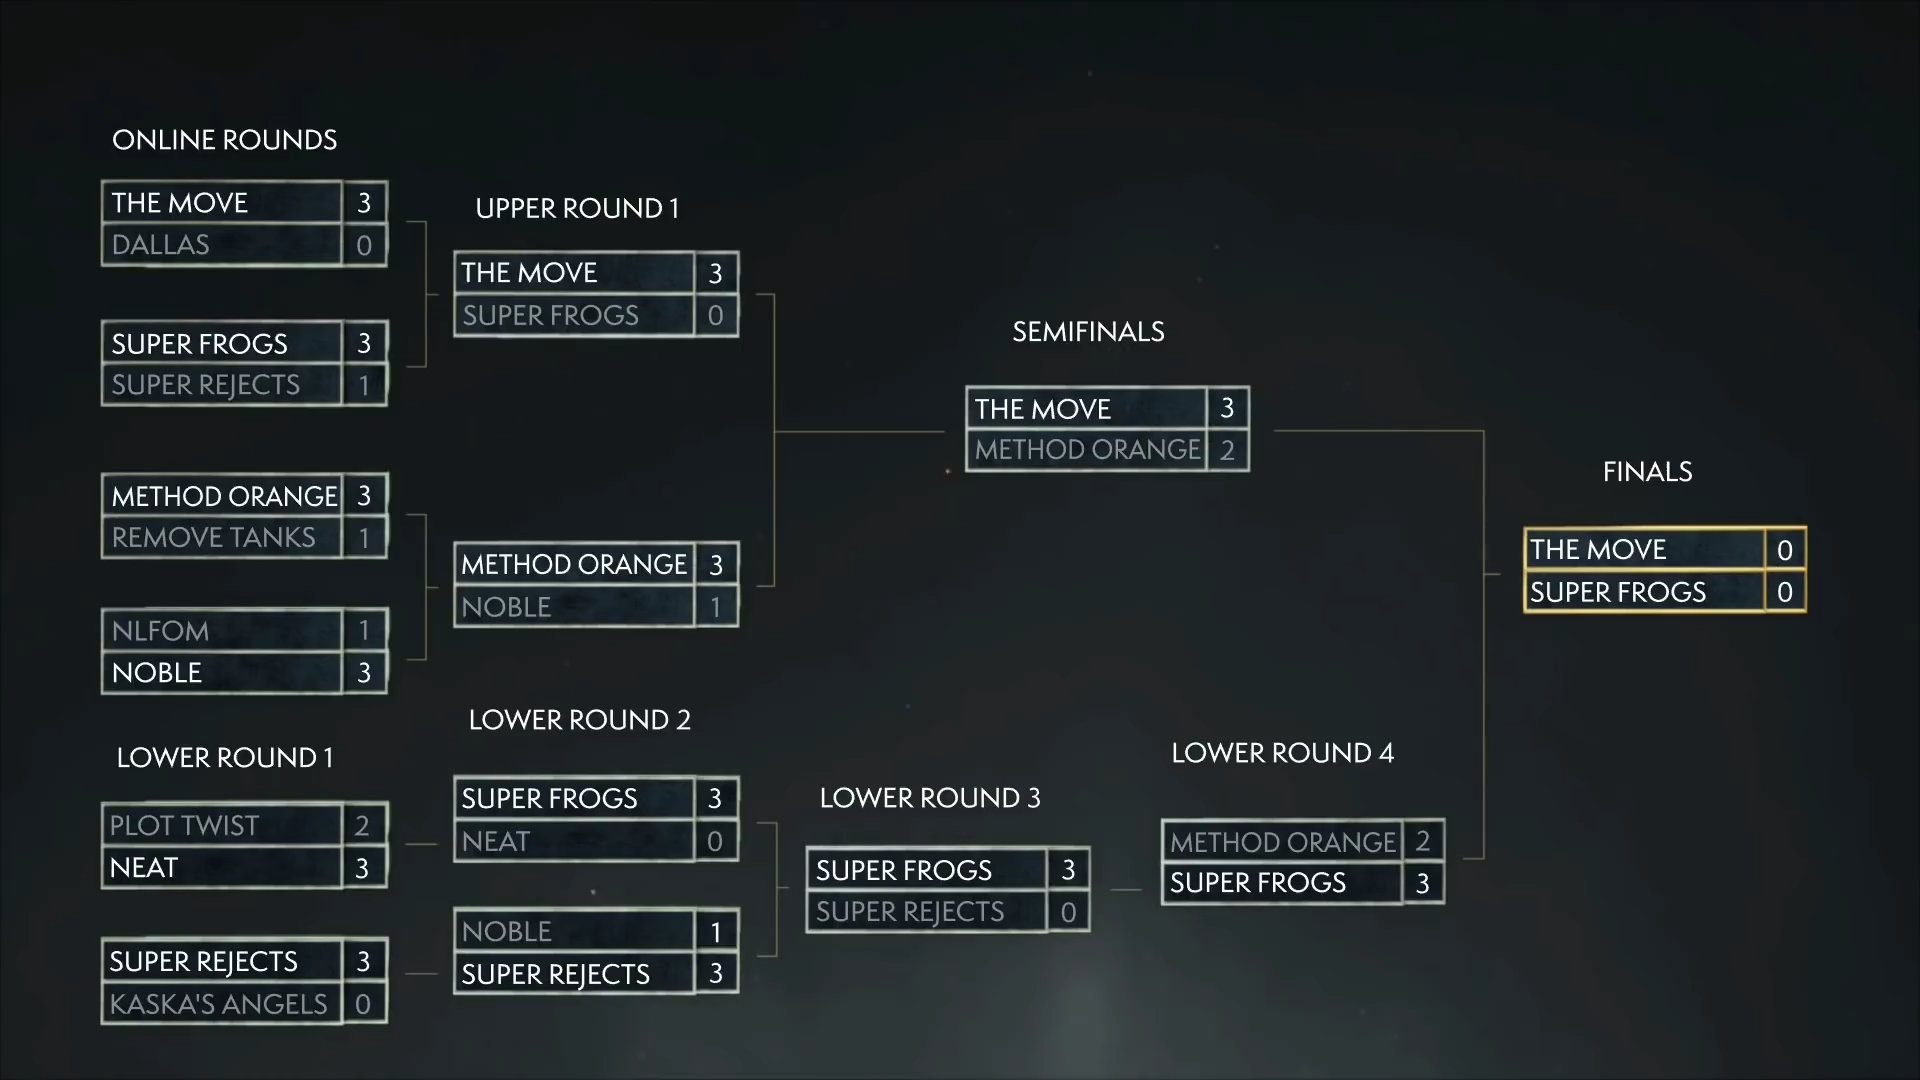 ONLINE ROUNDS
THE MOVE 3
DALLAS 0
SUPER FROGS 3
SUPER REJECTS 1
METHOD ORANGE 3
REMOVE TANKS 1
NLFOM 1
NOBLE 3
UPPER ROUND 1
THE MOVE 3
SUPER FROGS 0
METHOD ORANGE 3
NOBLE 1
SEMIFINALS
THE MOVE 3
METHOD ORANGE 2
FINALS
THE MOVE 0
SUPER FROGS 0
LOWER ROUND 1
PLOT TWIST 2
NEAT 3
SUPER REJECTS 3
KASKA'S ANGELS 0
LOWER ROUND 2
SUPER FROGS 3
NEAT 0
NOBLE 1
SUPER REJECTS 3
LOWER ROUND 3
SUPER FROGS 3
SUPER REJECTS 0
LOWER ROUND 4
METHOD ORANGE 2
SUPER FROGS 3